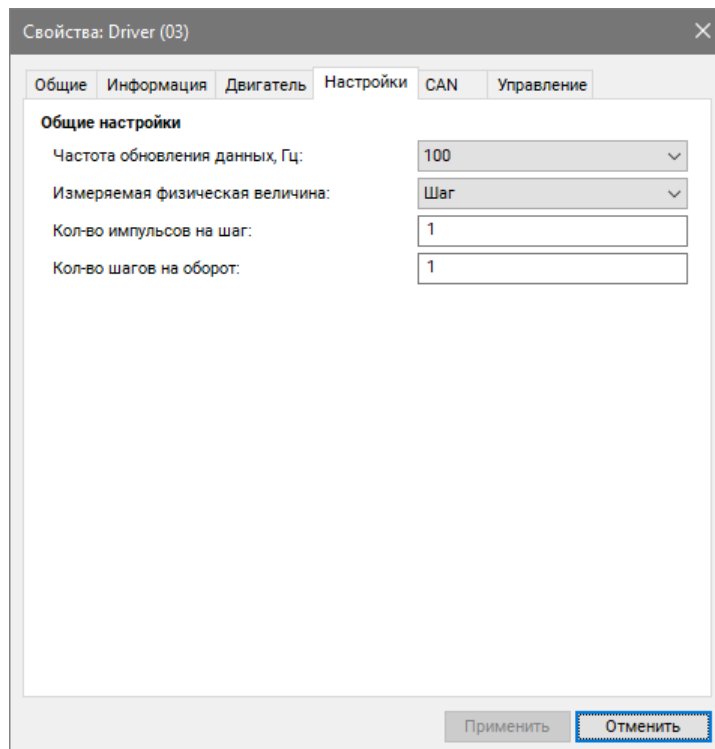 Свойства: Driver (03)
Общие Информация Двигатель Настройки CAN Управление
Общие настройки
Частота обновления данных, Гц: 100
Измеряемая физическая величина: Шаг
Кол-во импульсов на шаг: 1
Кол-во шагов на оборот: 1
Применить Отменить